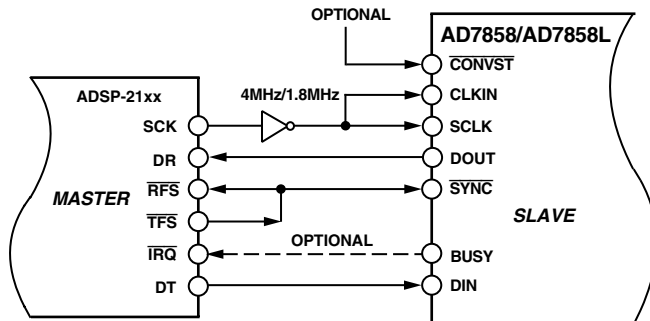 OPTIONAL
AD7858/AD7858L
CONVST
ADSP-21xx
4MHz/1.8MHz
CLKIN
SCK
SCLK
DR
DOUT
MASTER
RFS
SYNC
SLAVE
TFS
OPTIONAL
IRQ
BUSY
DT
DIN